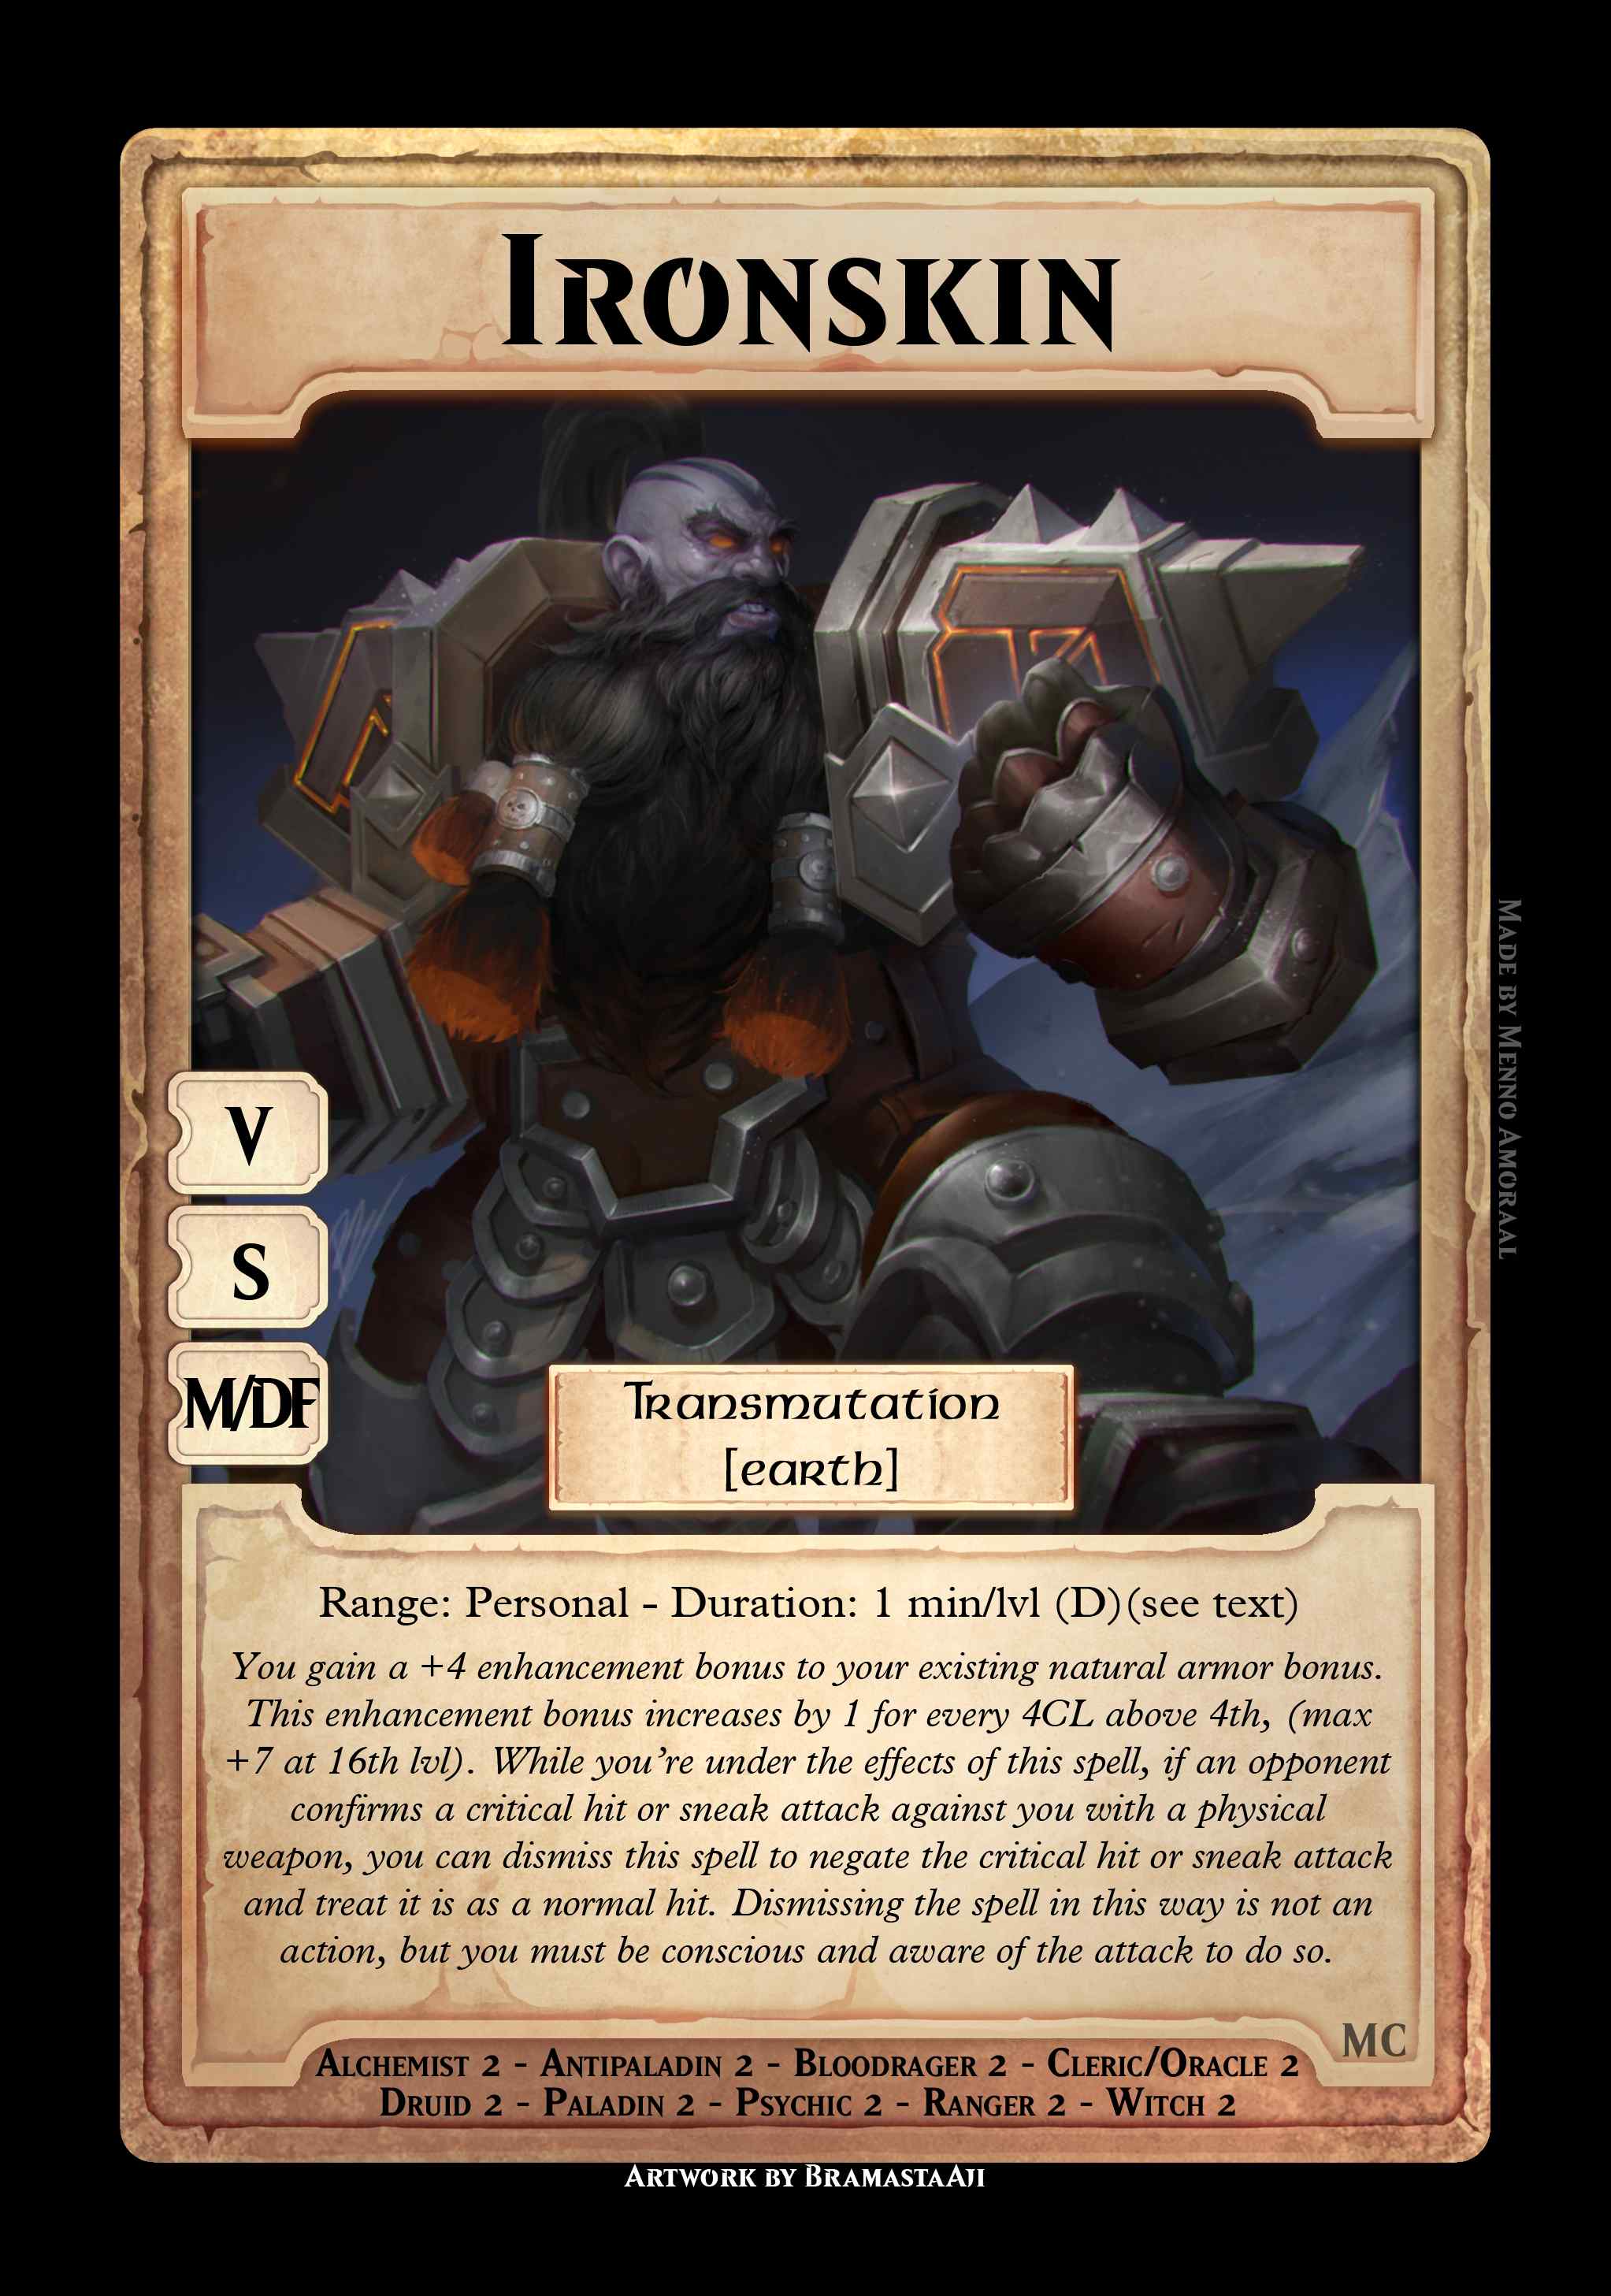 Ironskin
V
S
M/DF
Transmutation
[earth]
Range: Personal - Duration: 1 min/lvl (D)(see text)
You gain a +4 enhancement bonus to your existing natural armor bonus.
This enhancement bonus increases by 1 for every 4CL above 4th, (max
+7 at 16th lvl). While you're under the effects of this spell, if an opponent
confirms a critical hit or sneak attack against you with a physical
weapon, you can dismiss this spell to negate the critical hit or sneak attack
and treat it is as a normal hit. Dismissing the spell in this way is not an
action, but you must be conscious and aware of the attack to do so.
MC
Alchemist 2 - Antipaladin 2 - Bloodrager 2 - Cleric/Oracle 2
Druid 2 - Paladin 2 - Psychic 2 - Ranger 2 - Witch 2
Artwork by BramastaAji
Made by Menno Amoraal